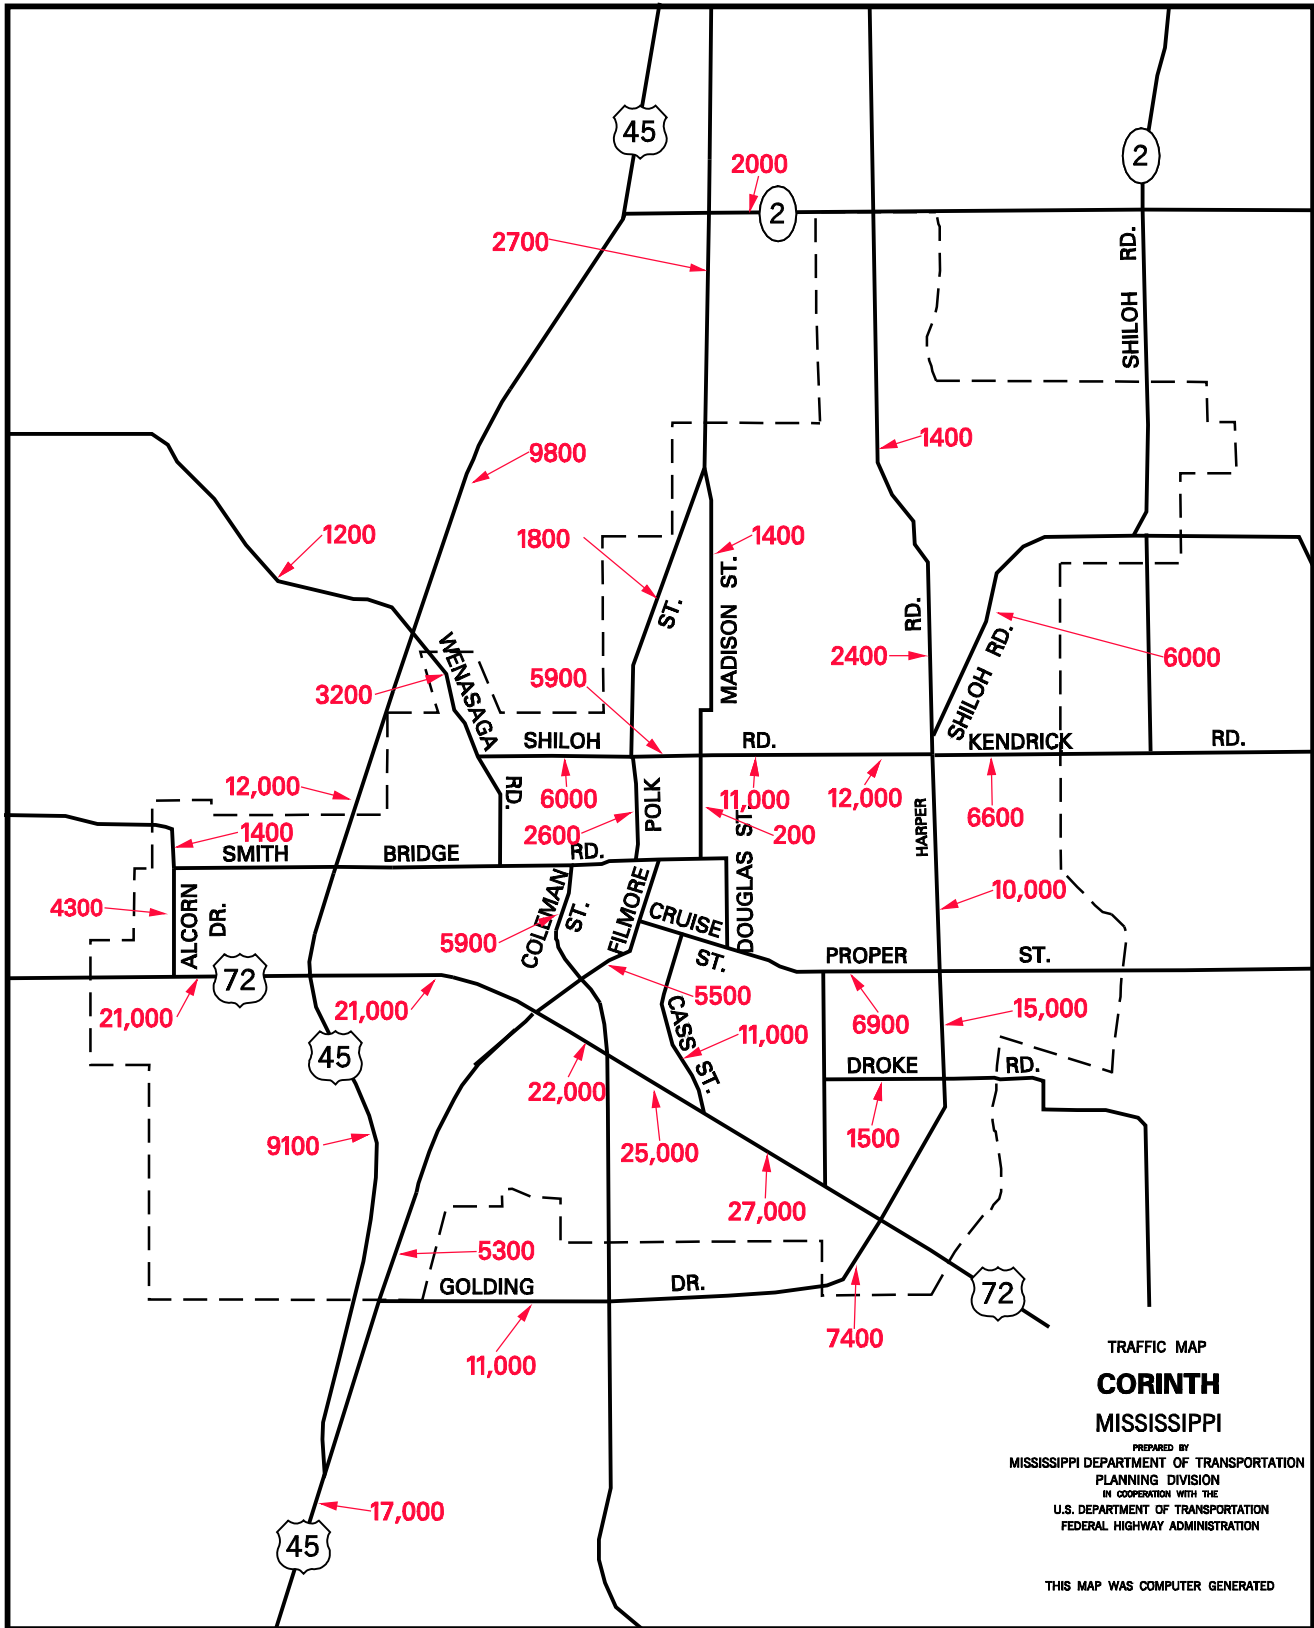 45
2000
2
2
2700
SHILOH RD.
9800
1400
1200
1800
1400
ST.
MADISON ST.
RD.
2400
SHILOH RD.
6000
WENASAGA
3200
5900
SHILOH
RD.
KENDRICK
RD.
12,000
RD.
6000
POLK
11,000
12,000
HARPER
6600
1400
2600
200
SMITH
BRIDGE
RD.
DOUGLAS ST.
4300
ALCORN
DR.
COLEMAN
ST.
5900
FILMORE
CRUISE
ST.
10,000
PROPER
ST.
72
21,000
21,000
5500
CASS ST.
11,000
6900
15,000
45
22,000
DROKE
RD.
9100
25,000
1500
27,000
5300
GOLDING
DR.
72
11,000
7400
17,000
45
TRAFFIC MAP
CORINTH
MISSISSIPPI
PREPARED BY
MISSISSIPPI DEPARTMENT OF TRANSPORTATION
PLANNING DIVISION
IN COOPERATION WITH THE
U.S. DEPARTMENT OF TRANSPORTATION
FEDERAL HIGHWAY ADMINISTRATION
THIS MAP WAS COMPUTER GENERATED